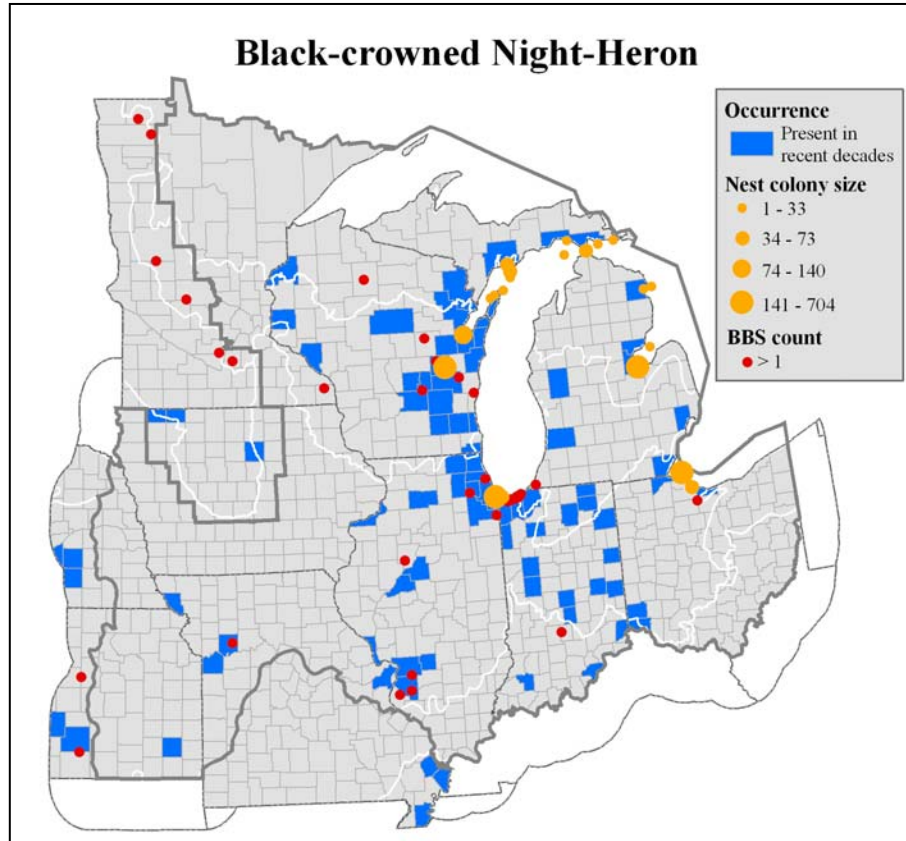 Black-crowned Night-Heron
Occurrence
Present in
recent decades
Nest colony size
1 - 33
34 - 73
74 - 140
141 - 704
BBS count
> 1